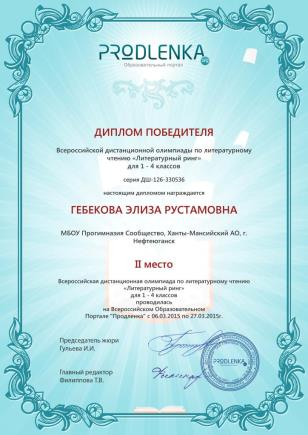 PRODLENKA
Образовательный портал
ДИПЛОМ ПОБЕДИТЕЛЯ
Всероссийской дистанционной олимпиады по литературному
чтению «Литературный ринг»
для 1 - 4 классов
серия ДШ-126-330536
настоящим дипломом награждается
ГЕБЕКОВА ЭЛИЗА РУСТАМОВНА
МБОУ Прогимназия Сообщество, Ханты-Мансийский АО, г.
Нефтеюганск
II место
Всероссийская дистанционная олимпиада по литературному чтению
«Литературный ринг»
для 1 - 4 классов
проводилась
на Всероссийском Образовательном
Портале "Продленка" с 06.03.2015 по 27.03.2015г.
Председатель жюри
Гульева И.И.
PRODLENKA
Главный редактор
Филиппова Т.В.